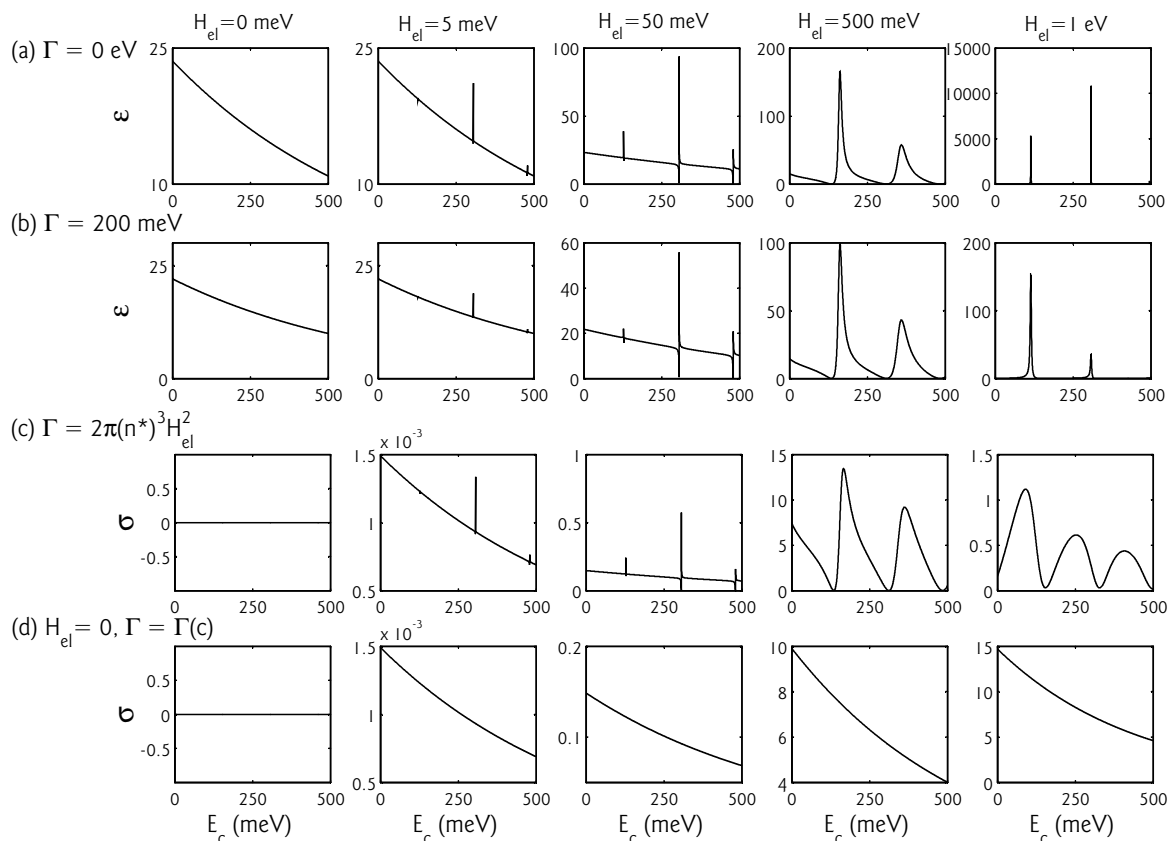 H_el=0 meV H_el=5 meV H_el=50 meV H_el=500 meV H_el=1 eV
(a) Γ = 0 eV
ε
25 10 0 250 500
25 10 0 250 500
100 50 0 0 250 500
200 100 0 0 250 500
15000 10000 5000 0 0 250 500
(b) Γ = 200 meV
ε
25 0 0 250 500
25 0 0 250 500
60 40 20 0 0 250 500
100 50 0 0 250 500
200 100 0 0 250 500
(c) Γ = 2π(n*)³H²_el
σ
0.5 0 -0.5 0 250 500
x 10⁻³ 1.5 1 0.5 0 250 500
1 0.5 0 0 250 500
15 10 5 0 0 250 500
1.5 1 0.5 0 0 250 500
(d) H_el= 0, Γ = Γ(c)
σ
0.5 0 -0.5 0 250 500
x 10⁻³ 1.5 1 0.5 0 250 500
0.2 0.1 0 250 500
10 8 6 4 0 250 500
15 10 5 0 0 250 500
E_c (meV) E_c (meV) E_c (meV) E_c (meV) E_c (meV)